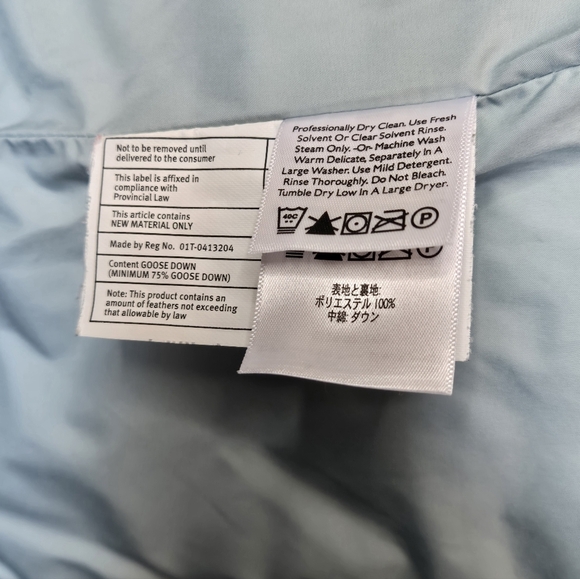 Not to be removed until
delivered to the consumer
This label is affixed in
compliance with
Provincial Law
This article contains
NEW MATERIAL ONLY
Made by Reg No. 01T-0413204
Content GOOSE DOWN
(MINIMUM 75% GOOSE DOWN)
Note: This product contains an
amount of feathers not exceeding
that allowable by law
Professionally Dry Clean. Use Fresh
Solvent Or Clear Solvent Rinse.
Steam Only. -Or- Machine Wash
Warm Delicate, Separately In A
Large Washer. Use Mild Detergent.
Rinse Thoroughly. Do Not Bleach.
Tumble Dry Low In A Large Dryer.
40C
P
表地と裏地:
ポリエステル 100%
中綿: ダウン